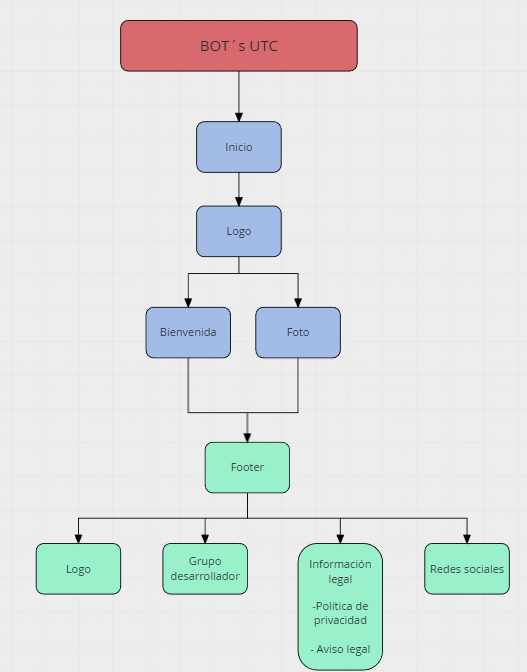 BOT´s UTC
Inicio
Logo
Bienvenida
Foto
Footer
Logo
Grupo
desarrollador
Información
legal
-Política de
privacidad
- Aviso legal
Redes sociales